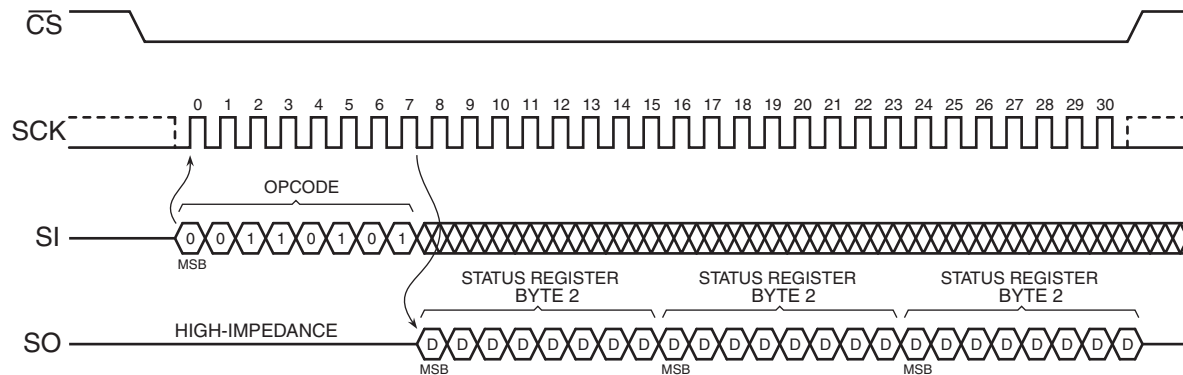 CS
0 1 2 3 4 5 6 7 8 9 10 11 12 13 14 15 16 17 18 19 20 21 22 23 24 25 26 27 28 29 30
SCK
OPCODE
SI 0 0 1 1 0 1 0 1
MSB
STATUS REGISTER BYTE 2 STATUS REGISTER BYTE 2 STATUS REGISTER BYTE 2
HIGH-IMPEDANCE
SO D D D D D D D D D D D D D D D D D D D D D D D D
MSB MSB MSB